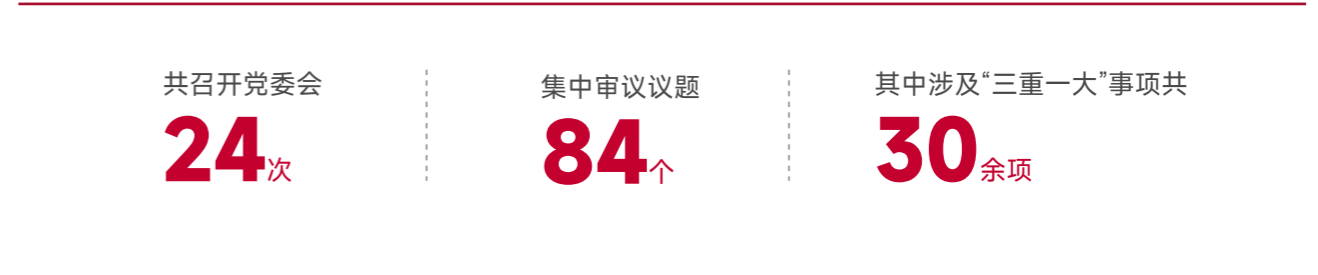 共召开党委会
24次
集中审议议题
84个
其中涉及“三重一大”事项共
30余项